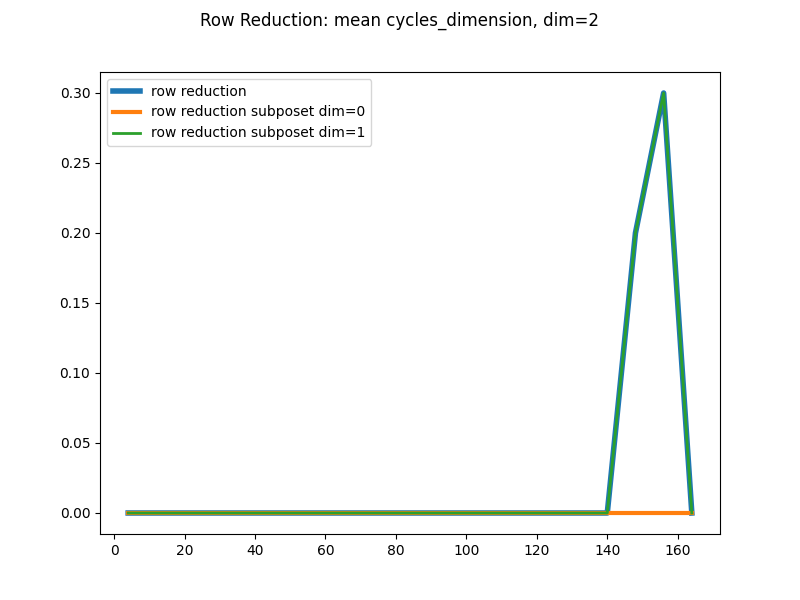 Row Reduction: mean cycles_dimension, dim=2
row reduction
row reduction subposet dim=0
row reduction subposet dim=1
0.30
0.25
0.20
0.15
0.10
0.05
0.00
0 20 40 60 80 100 120 140 160